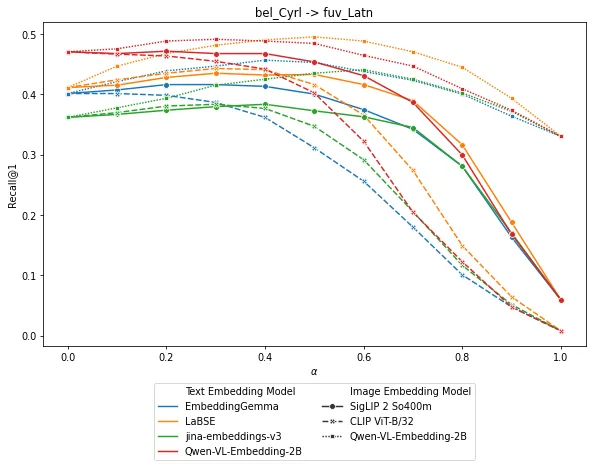 bel_Cyrl -> fuv_Latn
0.5
0.4
0.3
0.2
0.1
0.0
Recall@1
0.0 0.2 0.4 0.6 0.8 1.0
α
Text Embedding Model Image Embedding Model
EmbeddingGemma SigLIP 2 So400m
LaBSE CLIP ViT-B/32
jina-embeddings-v3 Qwen-VL-Embedding-2B
Qwen-VL-Embedding-2B